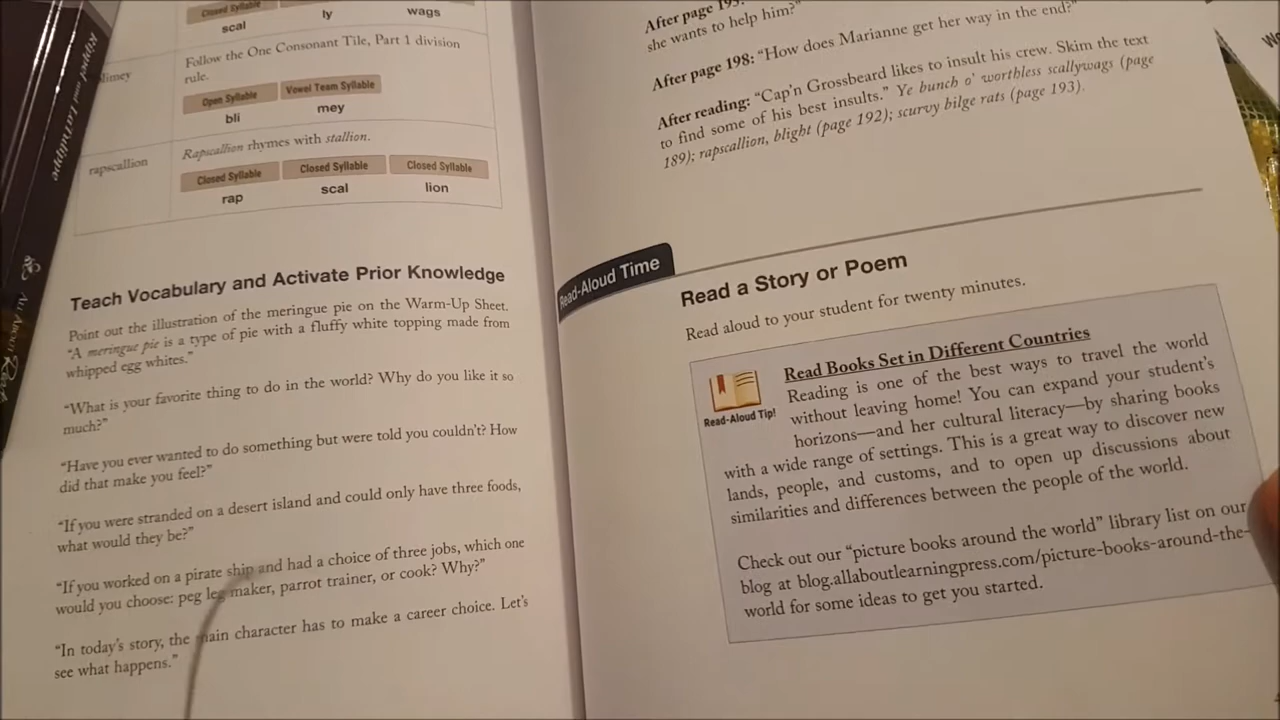 Closed Syllable
scal ly wags
limey
Follow the One Consonant Tile, Part 1 division
rule.
Open Syllable Vowel Team Syllable
bli mey
rapscallion
Rapscallion rhymes with stallion.
Closed Syllable Closed Syllable Closed Syllable
rap scal lion
Teach Vocabulary and Activate Prior Knowledge
Point out the illustration of the meringue pie on the Warm-Up Sheet.
“A meringue pie is a type of pie with a fluffy white topping made from
whipped egg whites.”
“What is your favorite thing to do in the world? Why do you like it so
much?”
“Have you ever wanted to do something but were told you couldn’t? How
did that make you feel?”
“If you were stranded on a desert island and could only have three foods,
what would they be?”
“If you worked on a pirate ship and had a choice of three jobs, which one
would you choose: peg leg maker, parrot trainer, or cook? Why?”
“In today’s story, the main character has to make a career choice. Let’s
see what happens.”
After page 195:
she wants to help him?”
After page 198: “How does Marianne get her way in the end?”
After reading: “Cap’n Grossbeard likes to insult his crew. Skim the text
to find some of his best insults.” Ye bunch o’ worthless scallywags (page
189); rapscallion, blight (page 192); scurvy bilge rats (page 193).
Read-Aloud Time
Read a Story or Poem
Read aloud to your student for twenty minutes.
Read Books Set in Different Countries
Read-Aloud Tip!
Reading is one of the best ways to travel the world
without leaving home! You can expand your student’s
horizons—and her cultural literacy—by sharing books
with a wide range of settings. This is a great way to discover new
lands, people, and customs, and to open up discussions about
similarities and differences between the people of the world.
Check out our “picture books around the world” library list on our
blog at blog.allaboutlearningpress.com/picture-books-around-the-
world for some ideas to get you started.